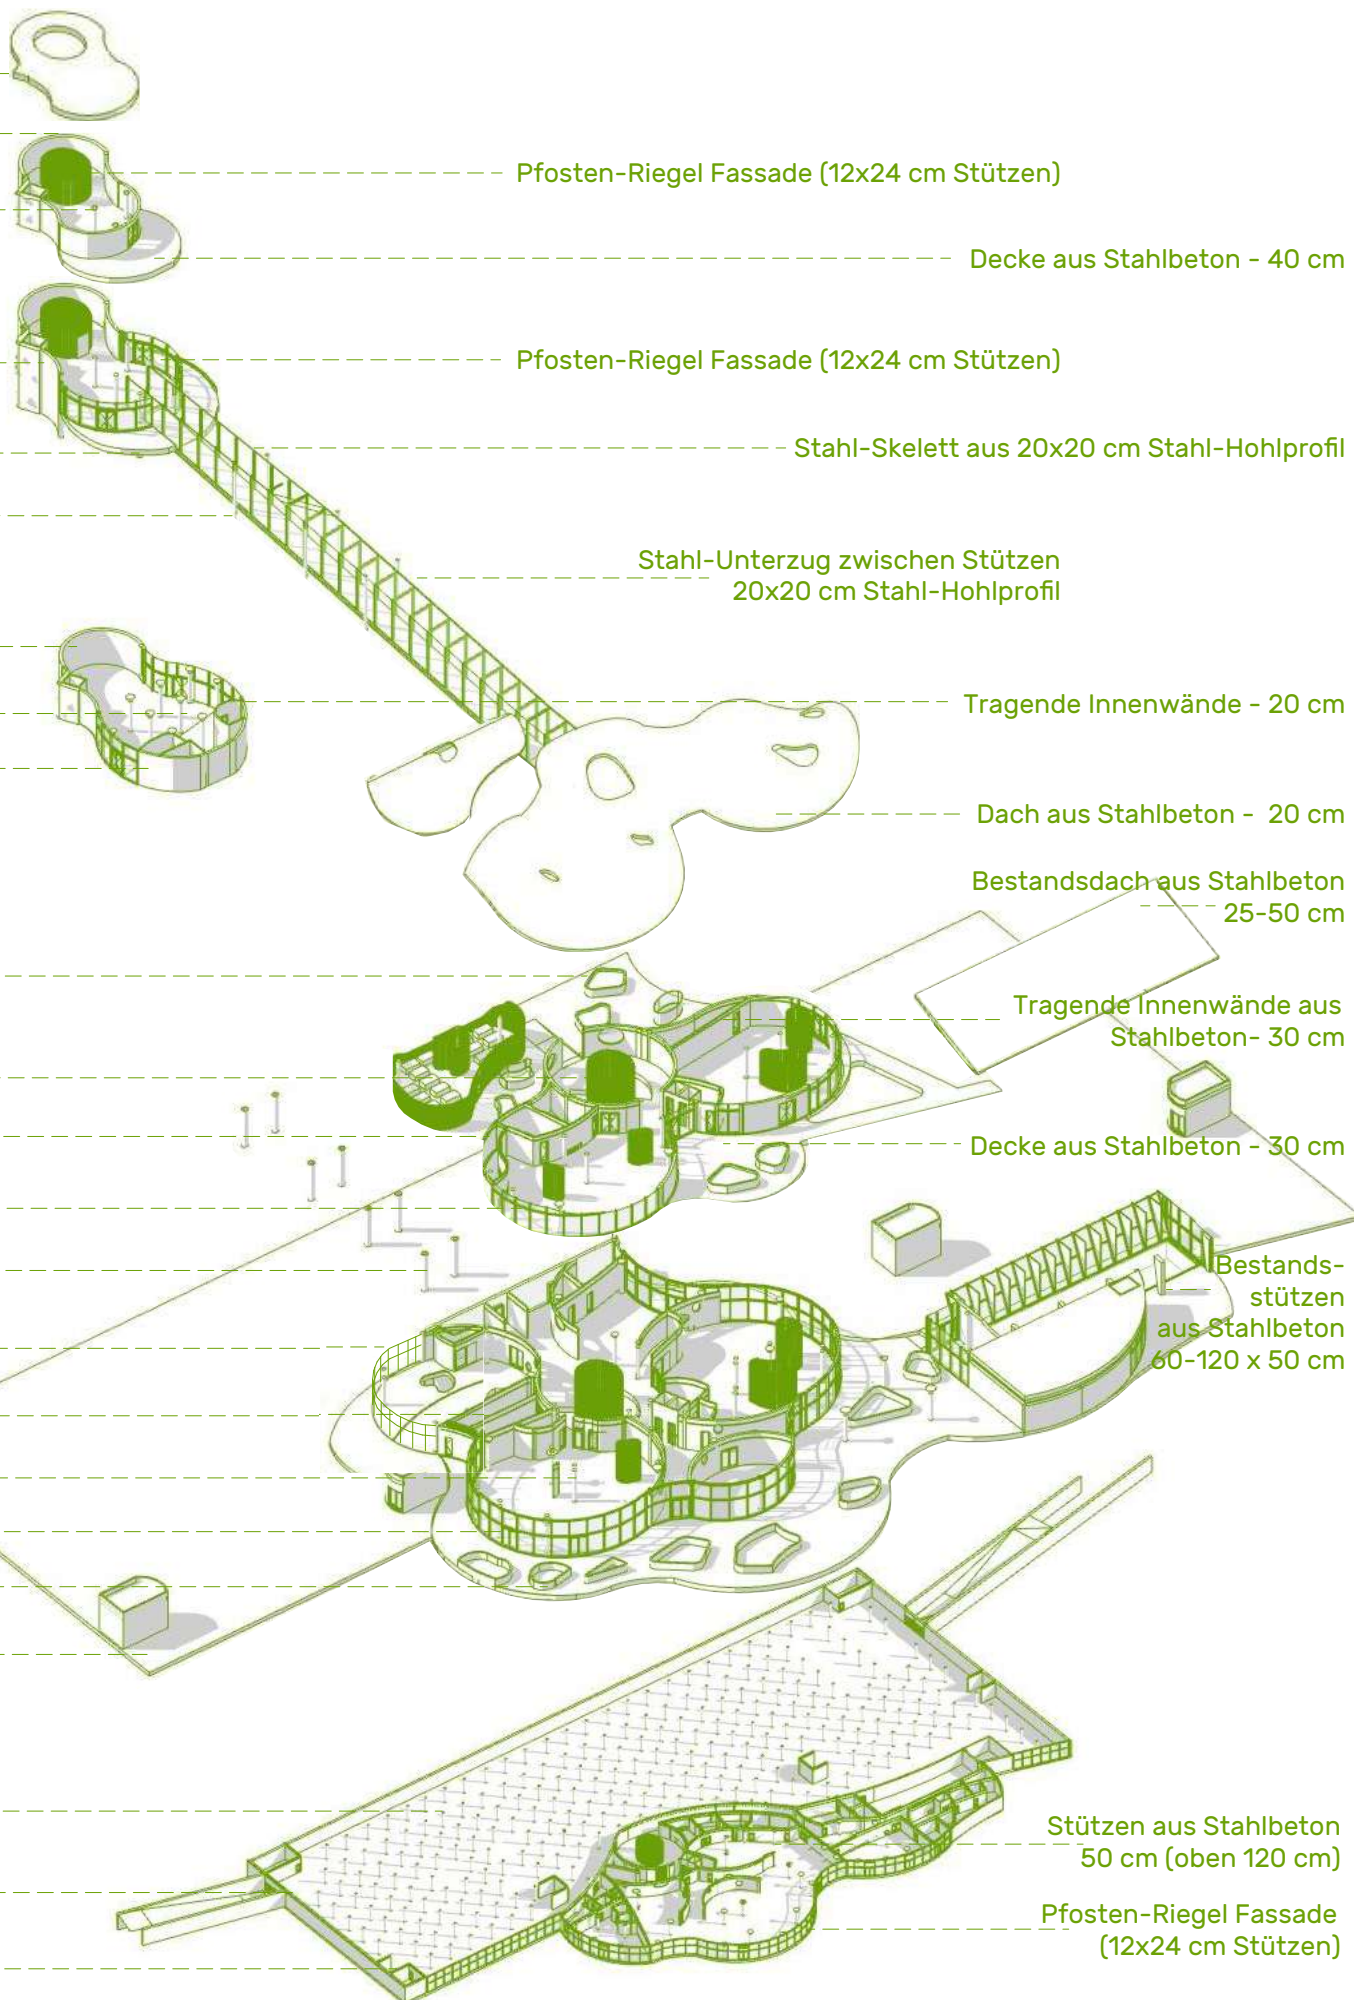 Pfosten-Riegel Fassade (12x24 cm Stützen)
Decke aus Stahlbeton - 40 cm
Pfosten-Riegel Fassade (12x24 cm Stützen)
Stahl-Skelett aus 20x20 cm Stahl-Hohlprofil
Stahl-Unterzug zwischen Stützen
20x20 cm Stahl-Hohlprofil
Tragende Innenwände - 20 cm
Dach aus Stahlbeton - 20 cm
Bestandsdach aus Stahlbeton
25-50 cm
Tragende Innenwände aus
Stahlbeton- 30 cm
Decke aus Stahlbeton - 30 cm
Bestands-
stützen
aus Stahlbeton
60-120 x 50 cm
Stützen aus Stahlbeton
50 cm (oben 120 cm)
Pfosten-Riegel Fassade
(12x24 cm Stützen)